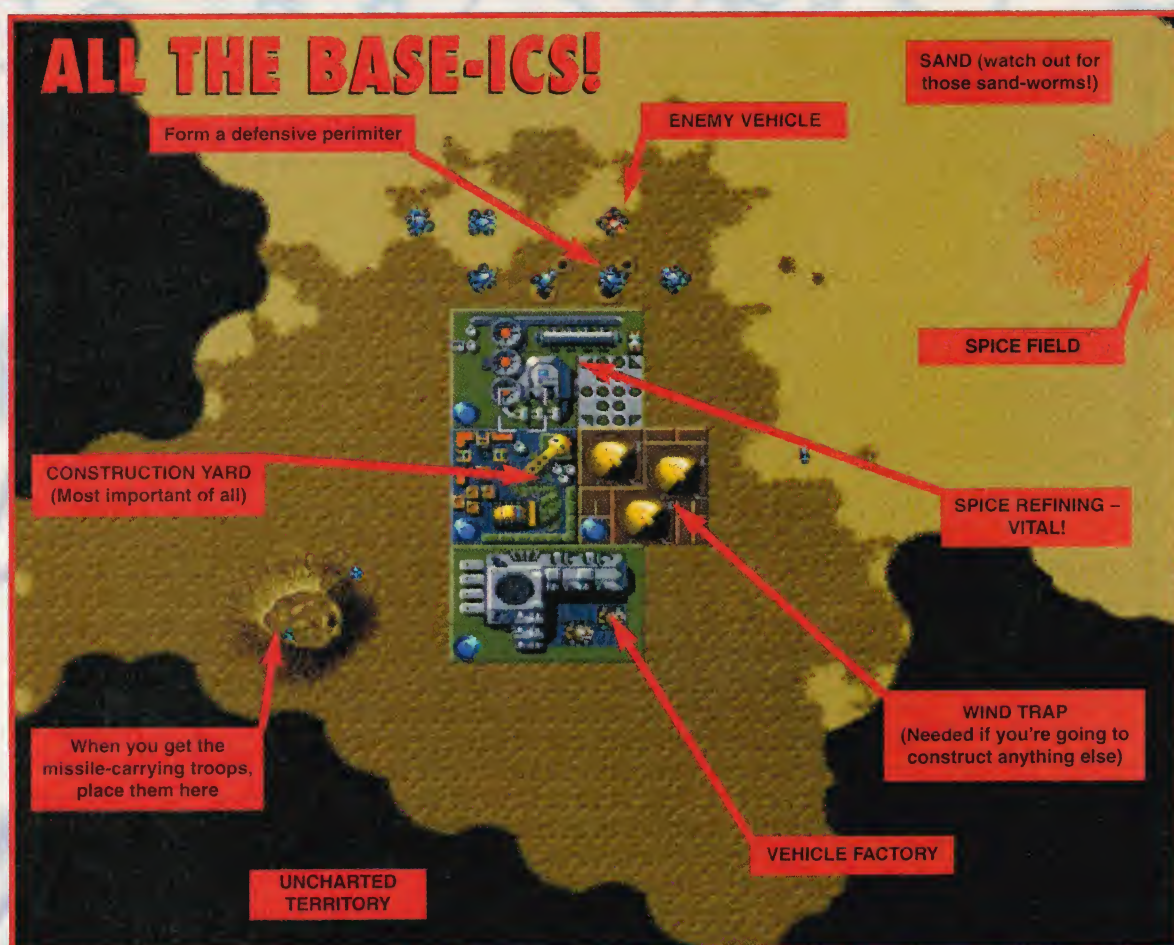 ALL THE BASE-ICS!
SAND (watch out for
those sand-worms!)
Form a defensive perimiter
ENEMY VEHICLE
SPICE FIELD
CONSTRUCTION YARD
(Most important of all)
SPICE REFINING –
VITAL!
When you get the
missile-carrying troops,
place them here
WIND TRAP
(Needed if you're going to
construct anything else)
VEHICLE FACTORY
UNCHARTED
TERRITORY